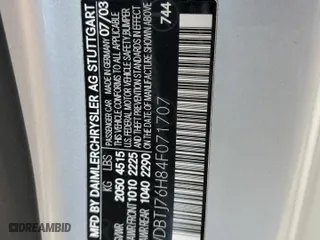 MFD BY
DAIMLERCHRYSLER AG STUTTGART
PASSENGER CAR MADE IN GERMANY 07/03
KG LBS
GVWR 2050 4515
GAWR/FRONT 1010 2225
GAWR/REAR 1040 2290
THIS VEHICLE CONFORMS TO ALL APPLICABLE
FEDERAL MOTOR VEHICLE SAFETY, BUMPER
AND THEFT PREVENTION STANDARDS
IN EFFECT ON THE DATE OF
MANUFACTURE SHOWN ABOVE
WDBTJ76H84F071707
744